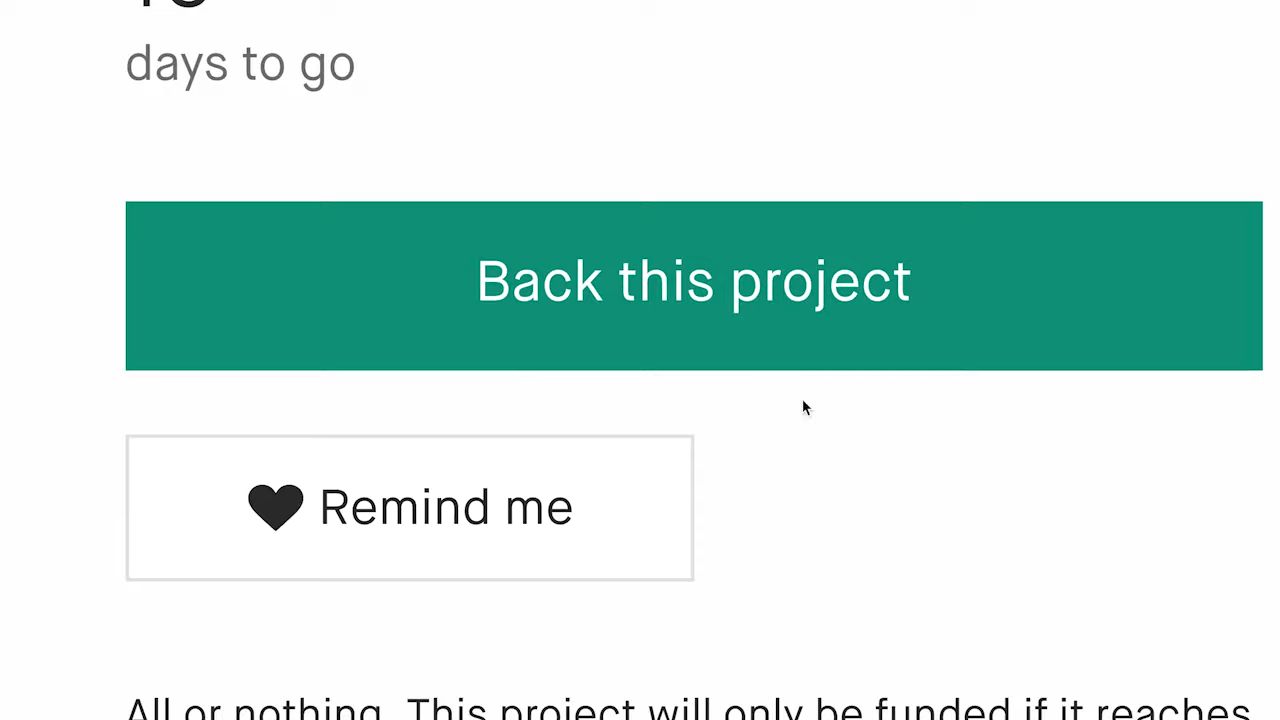 days to go
Back this project
Remind me
All or nothing. This project will only be funded if it reaches